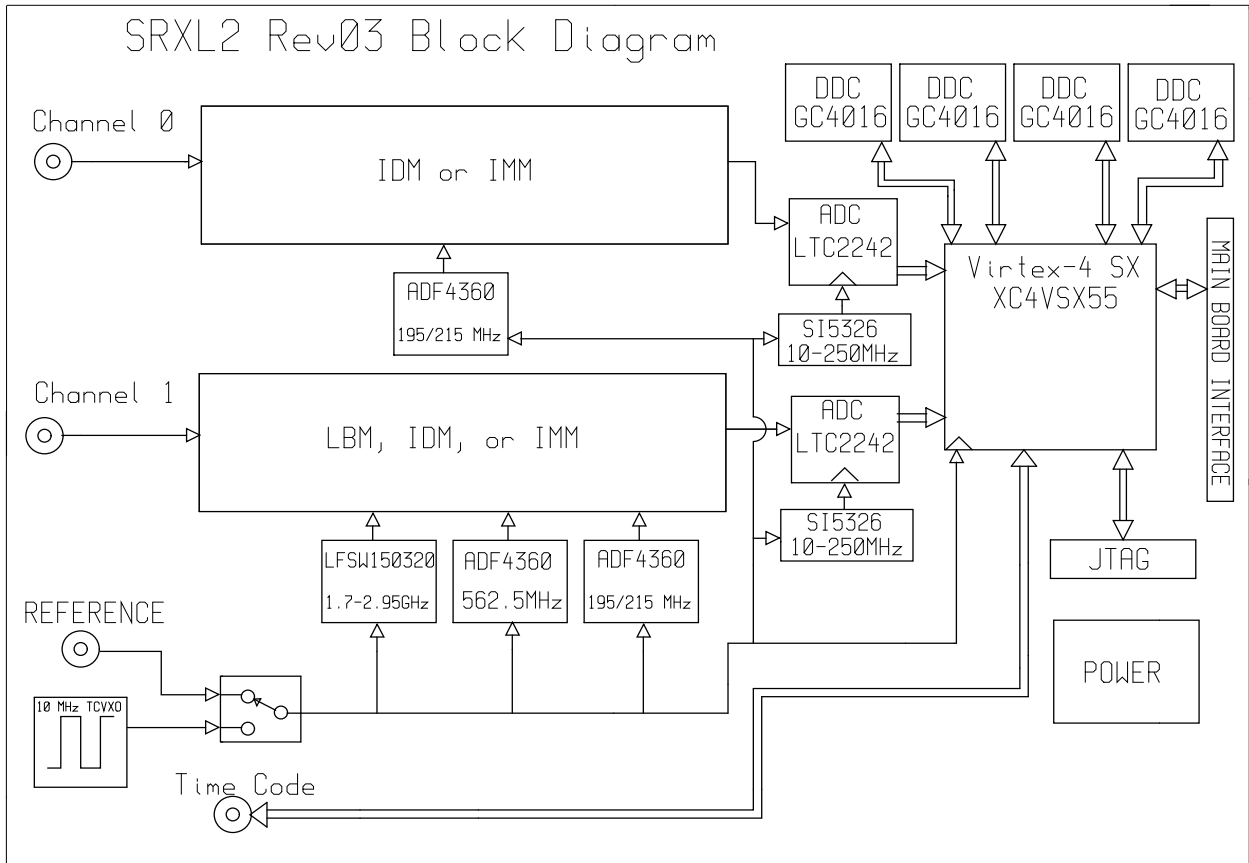 SRXL2 Rev03 Block Diagram
DDC
GC4016
DDC
GC4016
DDC
GC4016
DDC
GC4016
Channel 0
IDM or IMM
ADC
LTC2242
Virtex-4 SX
XC4VSX55
MAIN BOARD INTERFACE
ADF4360
195/215 MHz
SI5326
10-250MHz
Channel 1
LBM, IDM, or IMM
ADC
LTC2242
SI5326
10-250MHz
LFSW150320
1.7-2.95GHz
ADF4360
562.5MHz
ADF4360
195/215 MHz
JTAG
REFERENCE
POWER
10 MHz TCVXO
Time Code